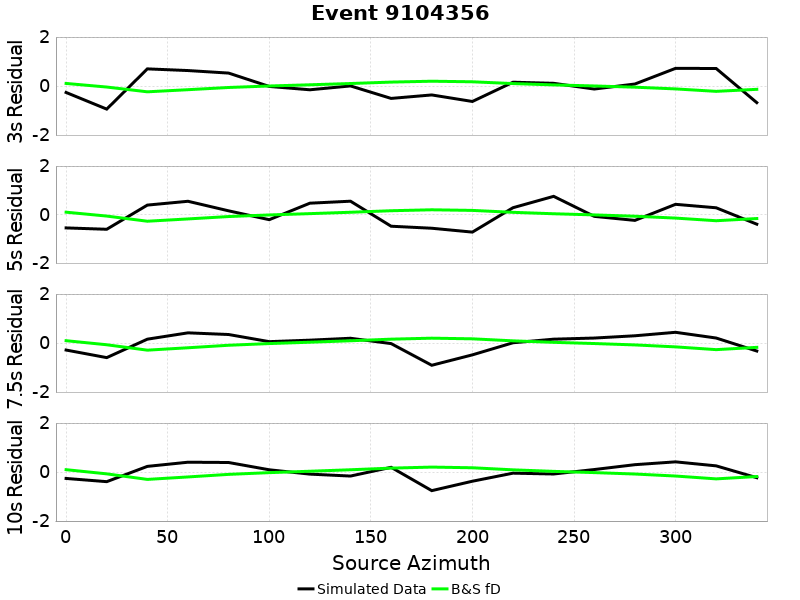 Event 9104356
3s Residual
2
0
-2
5s Residual
2
0
-2
7.5s Residual
2
0
-2
10s Residual
2
0
-2
0 50 100 150 200 250 300
Source Azimuth
Simulated Data B&S fD